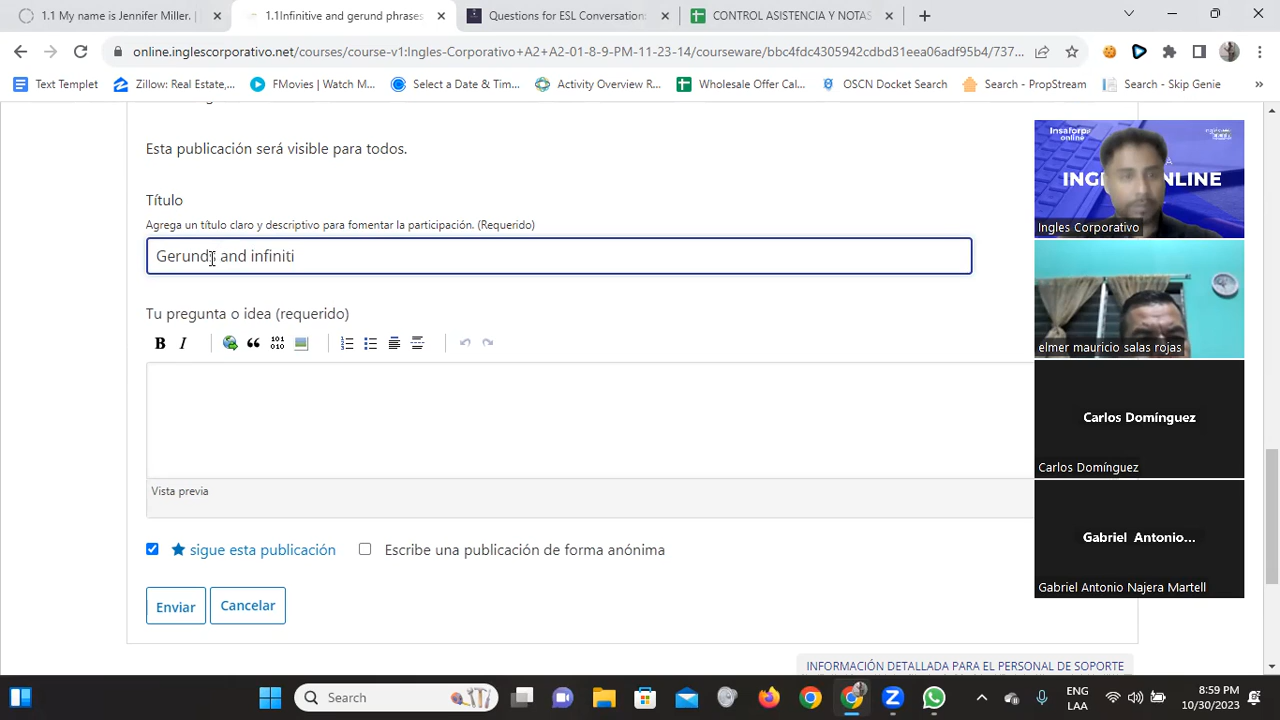 1.1 My name is Jennifer Miller.
1.1Infinitive and gerund phrases
Questions for ESL Conversation
CONTROL ASISTENCIA Y NOTAS
online.inglescorporativo.net/courses/course-v1:Ingles-Corporativo+A2+A2-01-8-9-PM-11-23-14/courseware/bbc4fdc4305942cdbd31eea06adf95b4/737...
Text Templet
Zillow: Real Estate,...
FMovies | Watch M...
Select a Date & Tim...
Activity Overview R...
Wholesale Offer Cal...
OSCN Docket Search
Search - PropStream
Search - Skip Genie
»
Esta publicación será visible para todos.
Título
Agrega un título claro y descriptivo para fomentar la participación. (Requerido)
Gerunds and infiniti
Tu pregunta o idea (requerido)
B I
Vista previa
sigue esta publicación
Escribe una publicación de forma anónima
Enviar
Cancelar
INFORMACIÓN DETALLADA PARA EL PERSONAL DE SOPORTE
Insaforp
online
Ingles Corporativo
elmer mauricio salas rojas
Carlos Domínguez
Carlos Domínguez
Gabriel Antonio...
Gabriel Antonio Najera Martell
Search
ENG
LAA
8:59 PM
10/30/2023